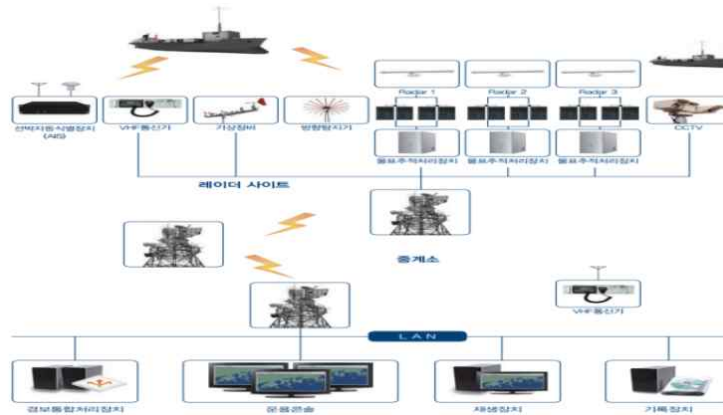 Radar 1
Radar 2
Radar 3
선박자동식별장치
(AIS)
VHF통신기
기상장비
방향탐지기
물표추적처리장치
물표추적처리장치
물표추적처리장치
CCTV
레이더 사이트
중계소
VHF통신기
LAN
경보통합처리장치
운용콘솔
재생장치
기록장치